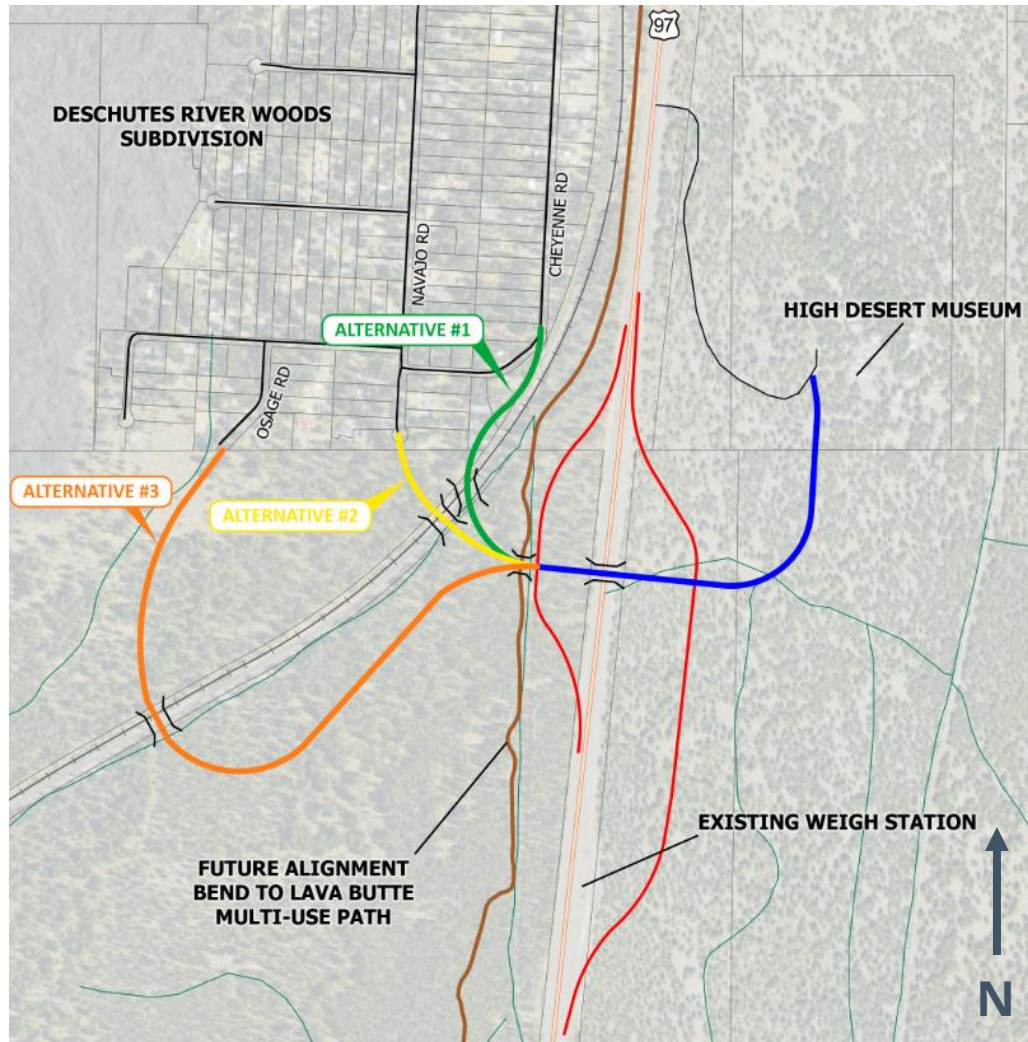 97
DESCHUTES RIVER WOODS
SUBDIVISION
NAVAJO RD
CHEYENNE RD
HIGH DESERT MUSEUM
ALTERNATIVE #1
OSAGE RD
ALTERNATIVE #3
ALTERNATIVE #2
EXISTING WEIGH STATION
FUTURE ALIGNMENT
BEND TO LAVA BUTTE
MULTI-USE PATH
N